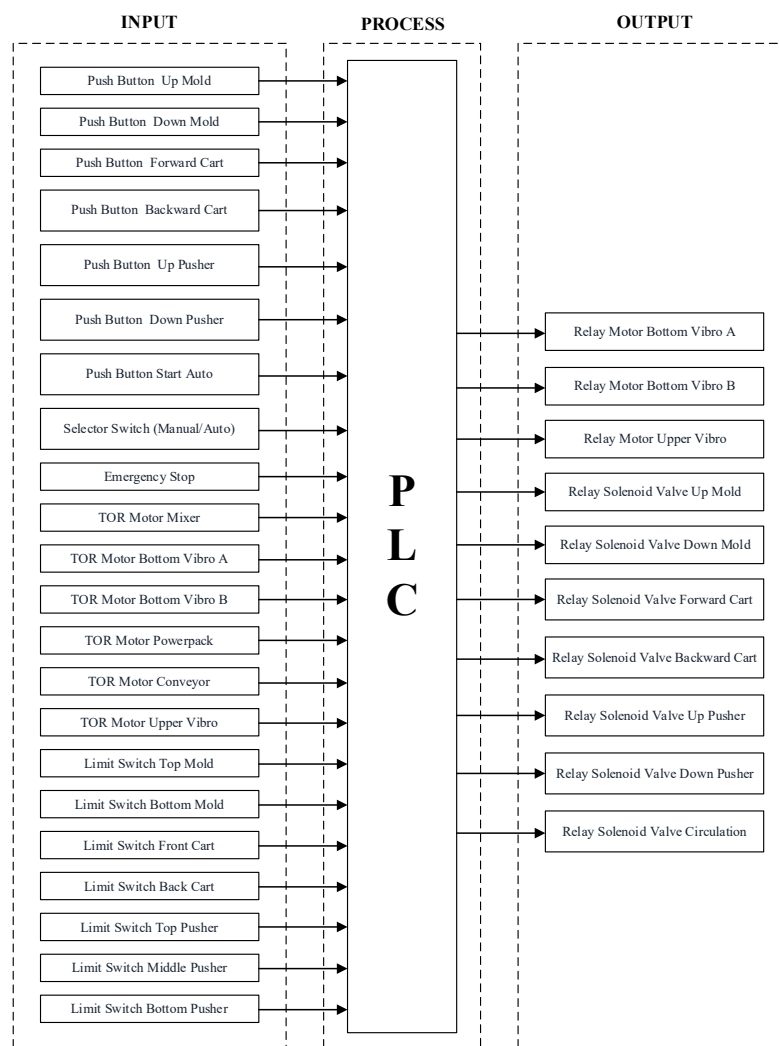 INPUT
PROCESS
OUTPUT
Push Button Up Mold
Push Button Down Mold
Push Button Forward Cart
Push Button Backward Cart
Push Button Up Pusher
Push Button Down Pusher
Push Button Start Auto
Selector Switch (Manual/Auto)
Emergency Stop
TOR Motor Mixer
TOR Motor Bottom Vibro A
TOR Motor Bottom Vibro B
TOR Motor Powerpack
TOR Motor Conveyor
TOR Motor Upper Vibro
Limit Switch Top Mold
Limit Switch Bottom Mold
Limit Switch Front Cart
Limit Switch Back Cart
Limit Switch Top Pusher
Limit Switch Middle Pusher
Limit Switch Bottom Pusher
P
L
C
Relay Motor Bottom Vibro A
Relay Motor Bottom Vibro B
Relay Motor Upper Vibro
Relay Solenoid Valve Up Mold
Relay Solenoid Valve Down Mold
Relay Solenoid Valve Forward Cart
Relay Solenoid Valve Backward Cart
Relay Solenoid Valve Up Pusher
Relay Solenoid Valve Down Pusher
Relay Solenoid Valve Circulation